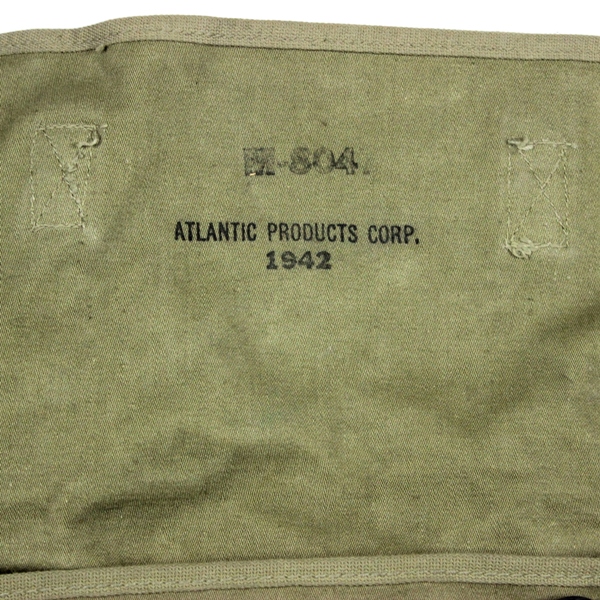 M-804
ATLANTIC PRODUCTS CORP.
1942